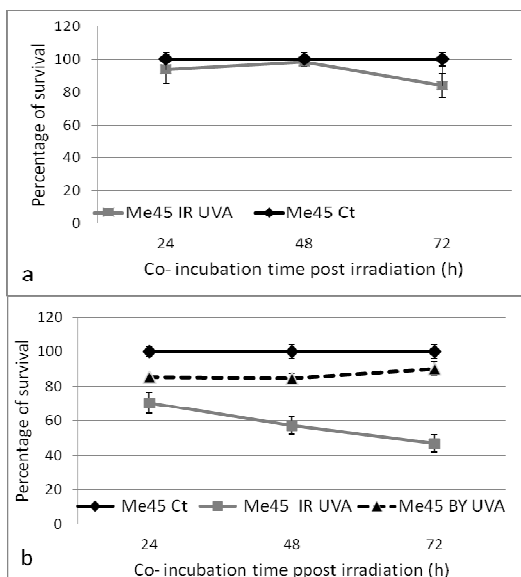 120
100
80
60
40
20
0
Percentage of survival
Me45 IR UVA
Me45 Ct
24
48
72
Co- incubation time post irradiation (h)
a
120
100
80
60
40
20
0
Percentage of survival
Me45 Ct
Me45 IR UVA
Me45 BY UVA
24
48
72
Co- incubation time ppost irradiation (h)
b